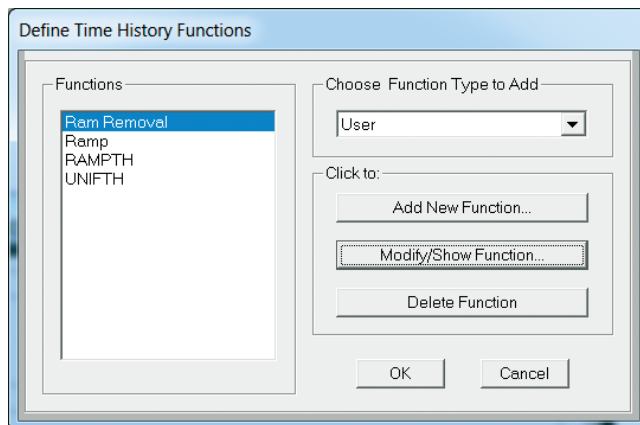 Define Time History Functions
Functions
Ram Removal
Ramp
RAMPTH
UNIFTH
Choose Function Type to Add
User
Click to:
Add New Function...
Modify/Show Function...
Delete Function
OK
Cancel